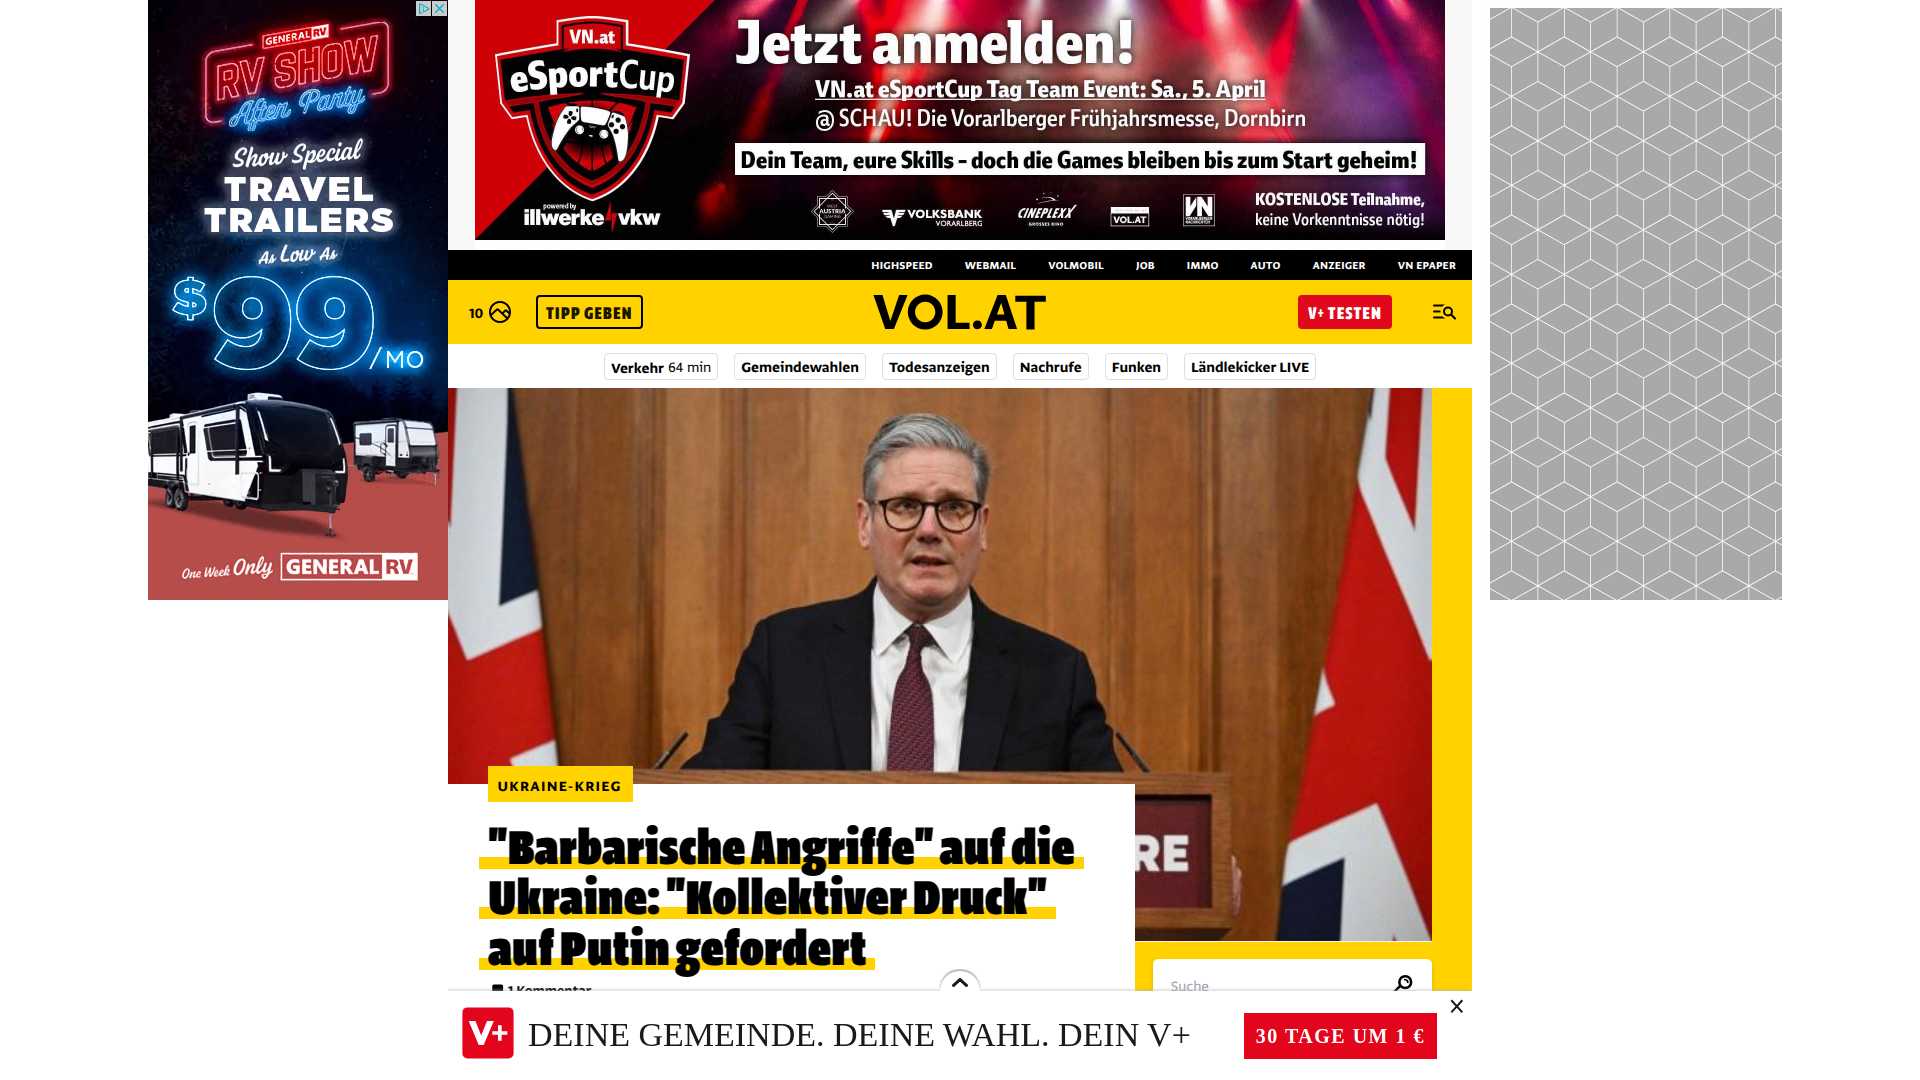 GENERAL RV
RV SHOW
After Party
Show Special
TRAVEL
TRAILERS
As Low As
$99/MO
One Week Only GENERAL RV
VN.at
eSportCup
powered by
illwerke vkw
Jetzt anmelden!
VN.at eSportCup Tag Team Event: Sa., 5. April
@ SCHAU! Die Vorarlberger Frühjahrsmesse, Dornbirn
Dein Team, eure Skills – doch die Games bleiben bis zum Start geheim!
AUSTRIA
VOLKSBANK
VORARLBERG
CINEPLEXX
VOL.AT
VN
KOSTENLOSE Teilnahme,
keine Vorkenntnisse nötig!
HIGHSPEED WEBMAIL VOLMOBIL JOB IMMO AUTO ANZEIGER VN EPAPER
10 TIPP GEBEN VOL.AT V+ TESTEN
Verkehr 64 min Gemeindewahlen Todesanzeigen Nachrufe Funken Ländlekicker LIVE
UKRAINE-KRIEG
"Barbarische Angriffe" auf die
Ukraine: "Kollektiver Druck"
auf Putin gefordert
RE
1 Kommentar
Suche
V+ DEINE GEMEINDE. DEINE WAHL. DEIN V+ 30 TAGE UM 1 €